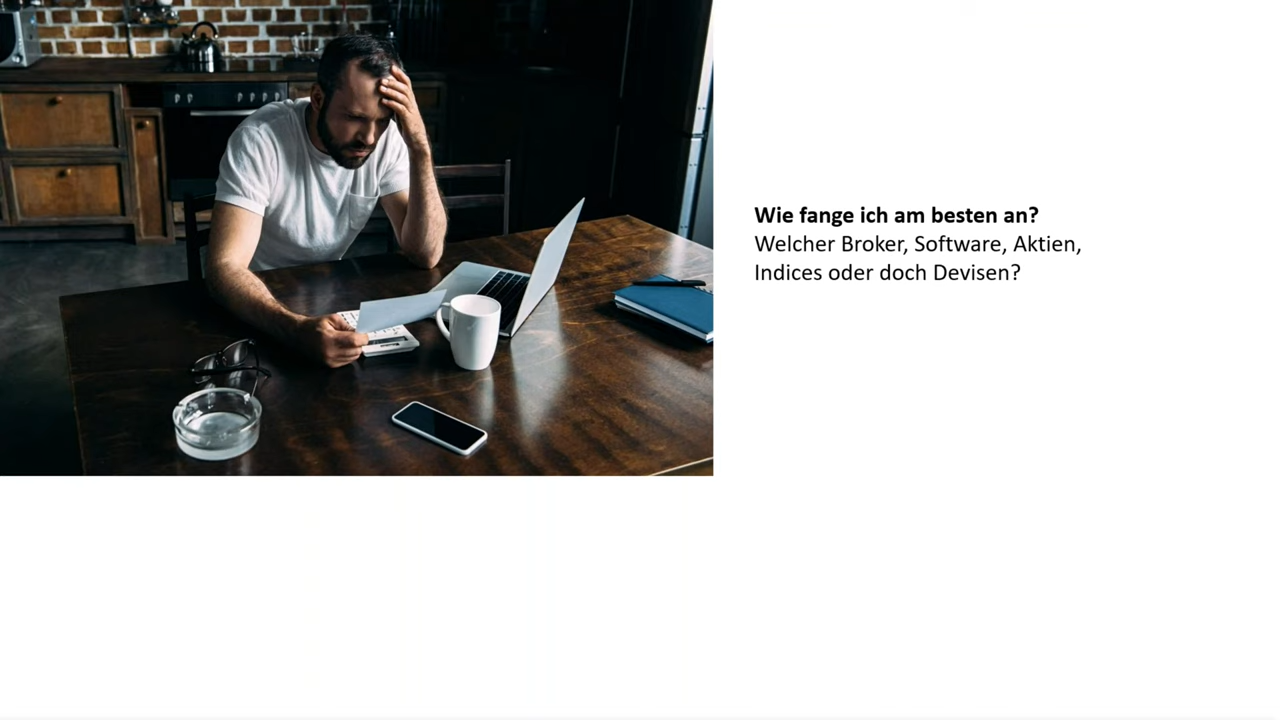 Wie fange ich am besten an?
Welcher Broker, Software, Aktien,
Indices oder doch Devisen?